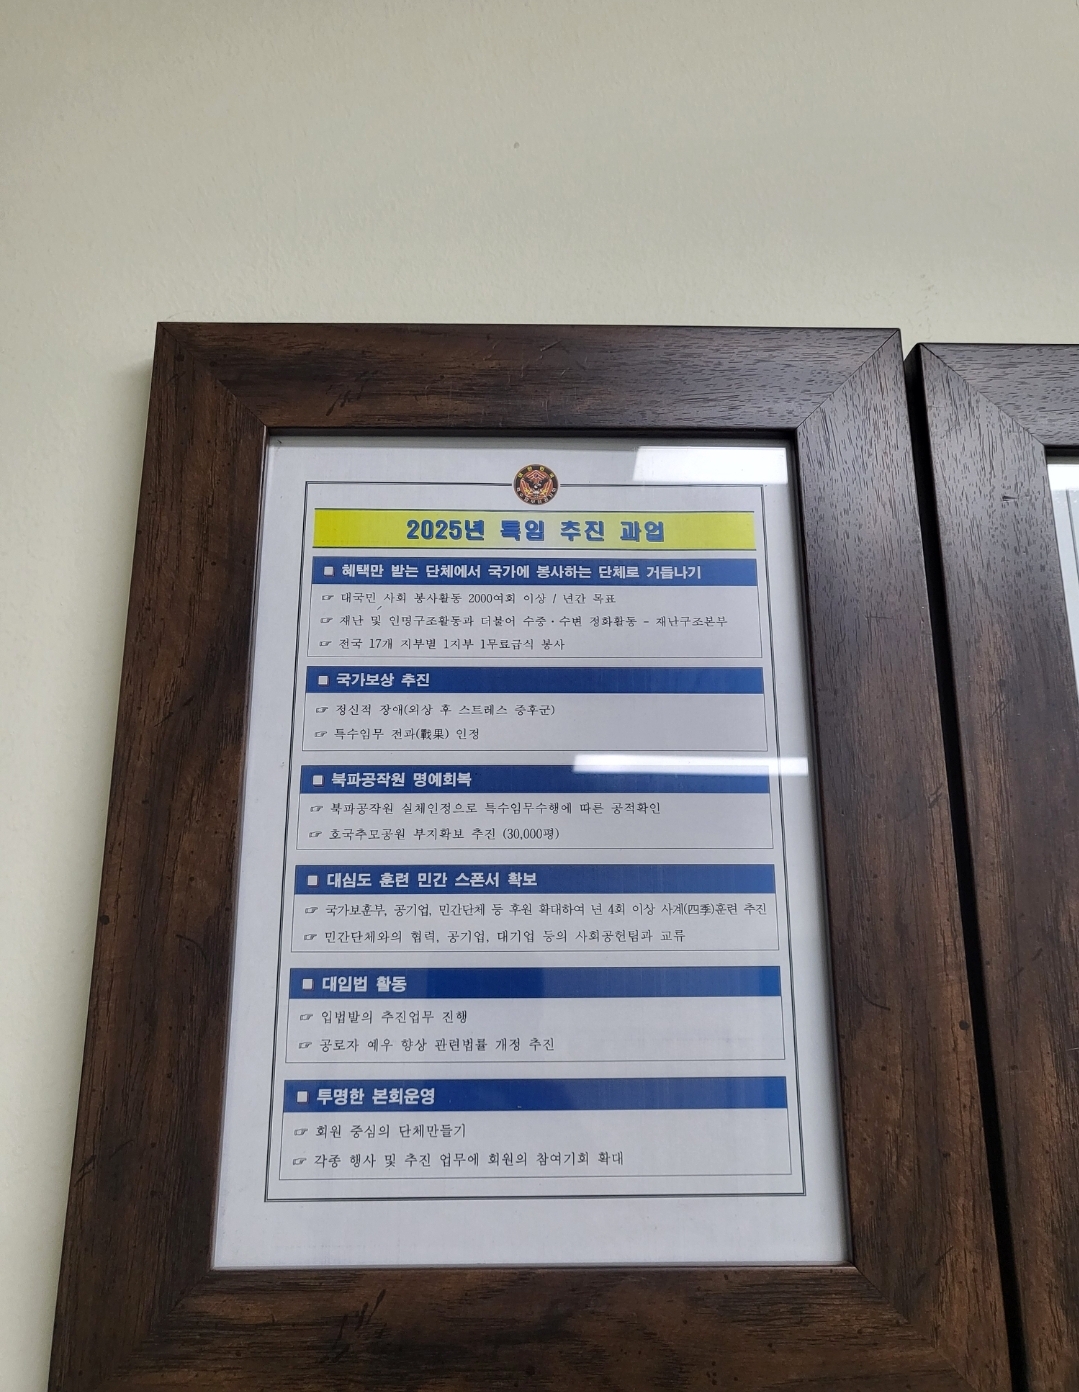 2025년 특임 추진 과업
■ 혜택만 받는 단체에서 국가에 봉사하는 단체로 거듭나기
☞ 대국민 사회 봉사활동 2000여회 이상 / 년간 목표
☞ 재난 및 인명구조활동과 더불어 수중·수변 정화활동 - 재난구조본부
☞ 전국 17개 지부별 1지부 1무료급식 봉사
■ 국가보상 추진
☞ 정신적 장애(외상 후 스트레스 증후군)
☞ 특수임무 전과(戰果) 인정
■ 북파공작원 명예회복
☞ 북파공작원 실체인정으로 특수임무수행에 따른 공적확인
☞ 호국추모공원 부지확보 추진 (30,000평)
■ 대심도 훈련 민간 스폰서 확보
☞ 국가보훈부, 공기업, 민간단체 등 후원 확대하여 년 4회 이상 사계(四季)훈련 추진
☞ 민간단체와의 협력, 공기업, 대기업 등의 사회공헌팀과 교류
■ 대입법 활동
☞ 입법발의 추진업무 진행
☞ 공로자 예우 향상 관련법률 개정 추진
■ 투명한 본회운영
☞ 회원 중심의 단체만들기
☞ 각종 행사 및 추진 업무에 회원의 참여기회 확대